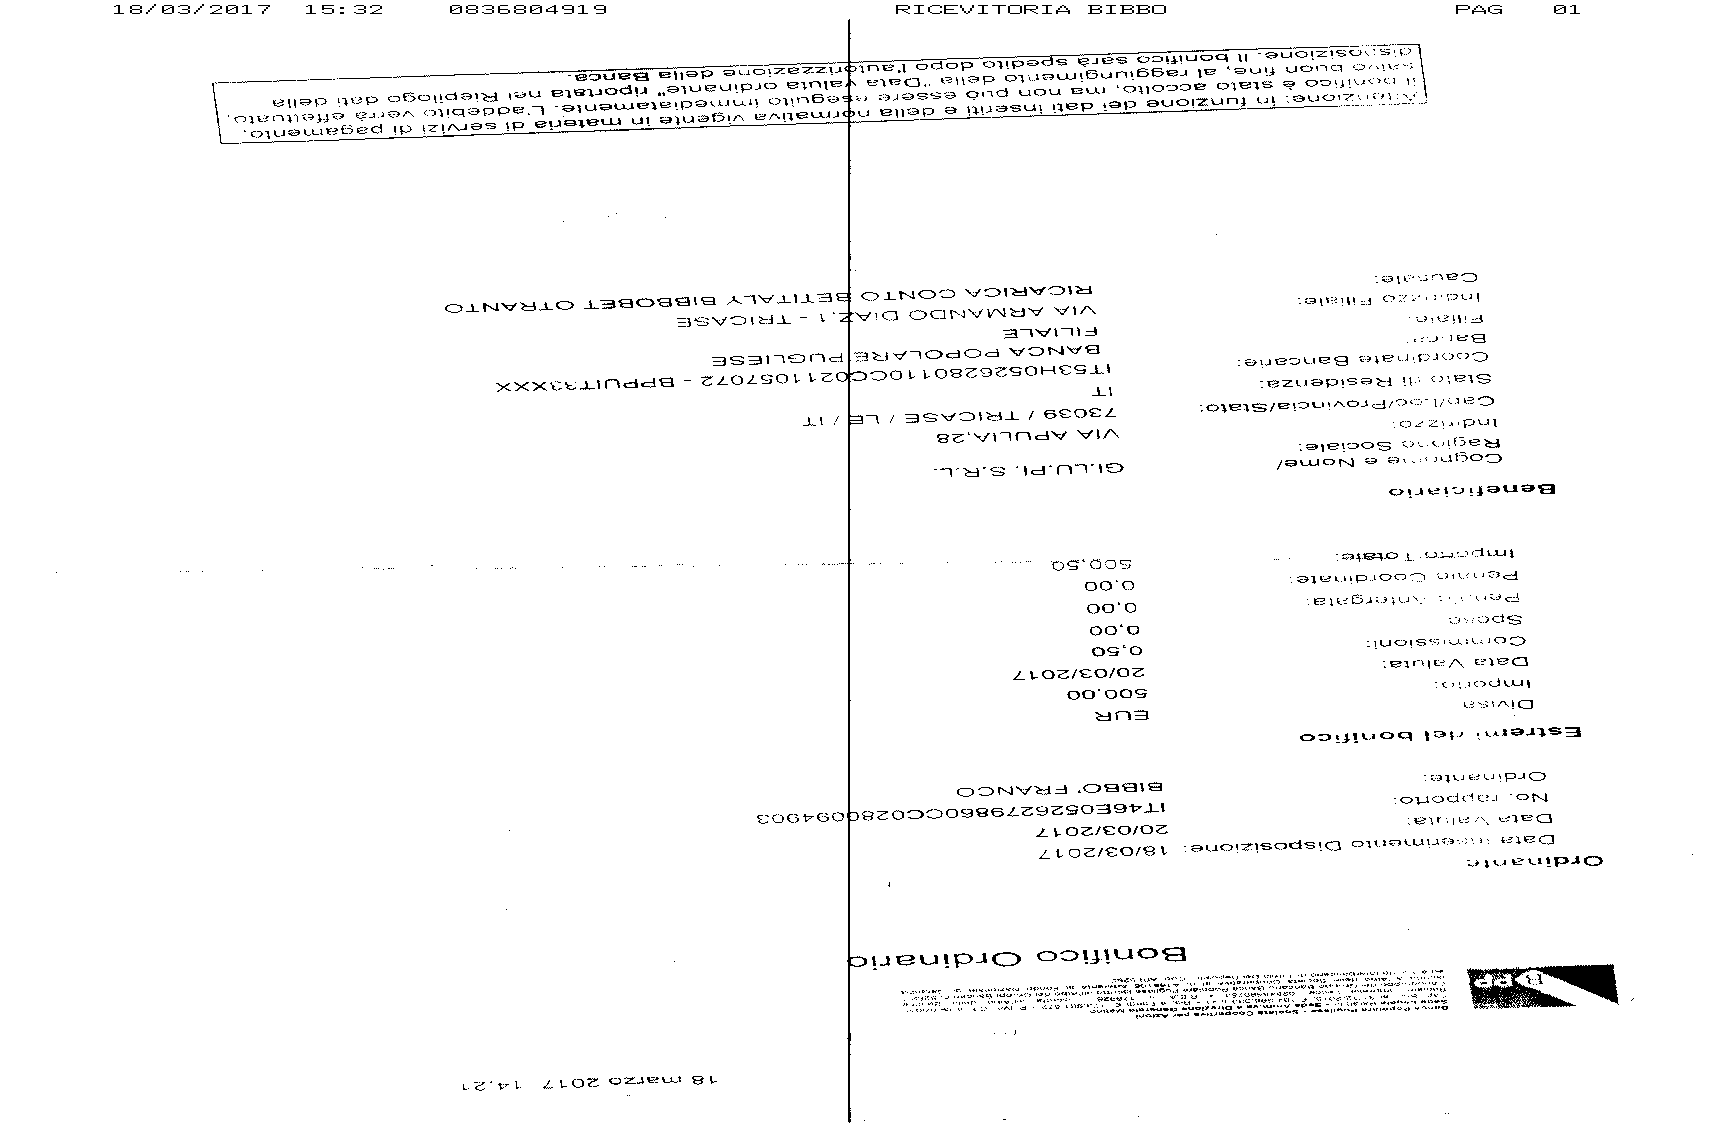 18/03/2017 15:32 0836804919 RICEVITORIA BIBBO PAG 01
18 marzo 2017 14.21
BPP
Banca Popolare Pugliese - Società Cooperativa per Azioni
Bonifico Ordinario
Ordinante
Data inserimento Disposizione: 18/03/2017
Data Valuta: 20/03/2017
No. rapporto: IT46E0526279860CC0280094903
Ordinante: BIBBO' FRANCO
Estremi del bonifico
Divisa EUR
Importo: 500,00
Data Valuta: 20/03/2017
Commissioni: 0,50
Spese 0,00
Penale Antergata: 0,00
Penale Coordinate: 0,00
Importo Totale: 500,50
Beneficiario
Cognome e Nome/
Ragione Sociale: GI.LU.PI. S.R.L.
Indirizzo: VIA APULIA,28
Cap/Loc/Provincia/Stato: 73039 / TRICASE / LE / IT
Stato di Residenza: IT
Coordinate Bancarie: IT53H0526280110CC0211057072 - BPPUIT33XXX
Banca: BANCA POPOLARE PUGLIESE
Filiale: FILIALE
Indirizzo Filiale: VIA ARMANDO DIAZ,1 - TRICASE
Causale: RICARICA CONTO BETITALY BIBBOBET OTRANTO
Attenzione: in funzione dei dati inseriti e della normativa vigente in materia di servizi di pagamento,
il bonifico è stato accolto, ma non può essere eseguito immediatamente. L'addebito verrà effettuato,
salvo buon fine, al raggiungimento della "Data valuta ordinante" riportata nel Riepilogo dati della
disposizione. Il bonifico sarà spedito dopo l'autorizzazione della Banca.